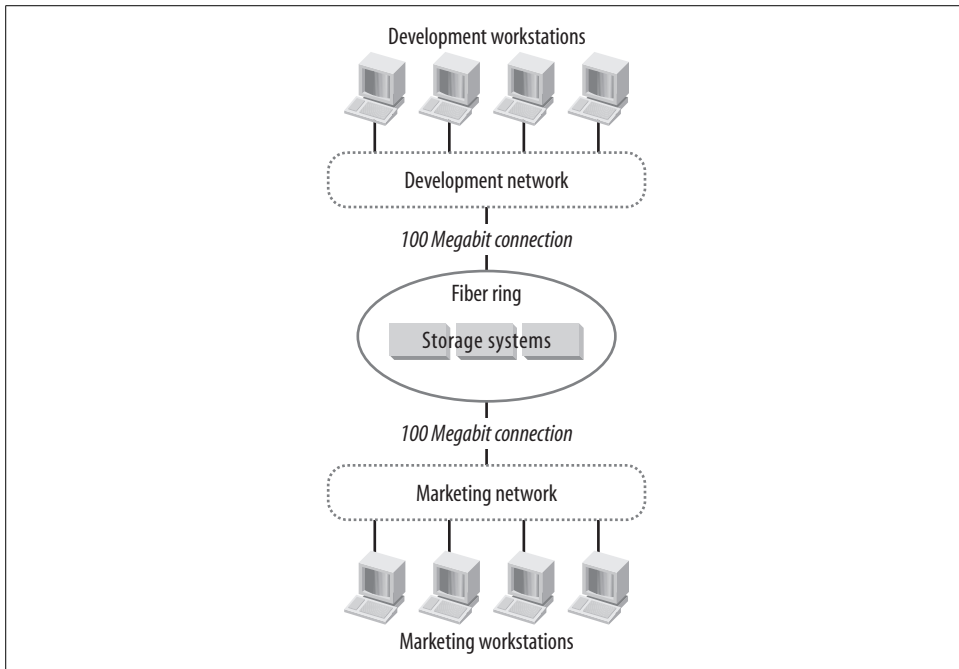 Development workstations
Development network
100 Megabit connection
Fiber ring
Storage systems
100 Megabit connection
Marketing network
Marketing workstations